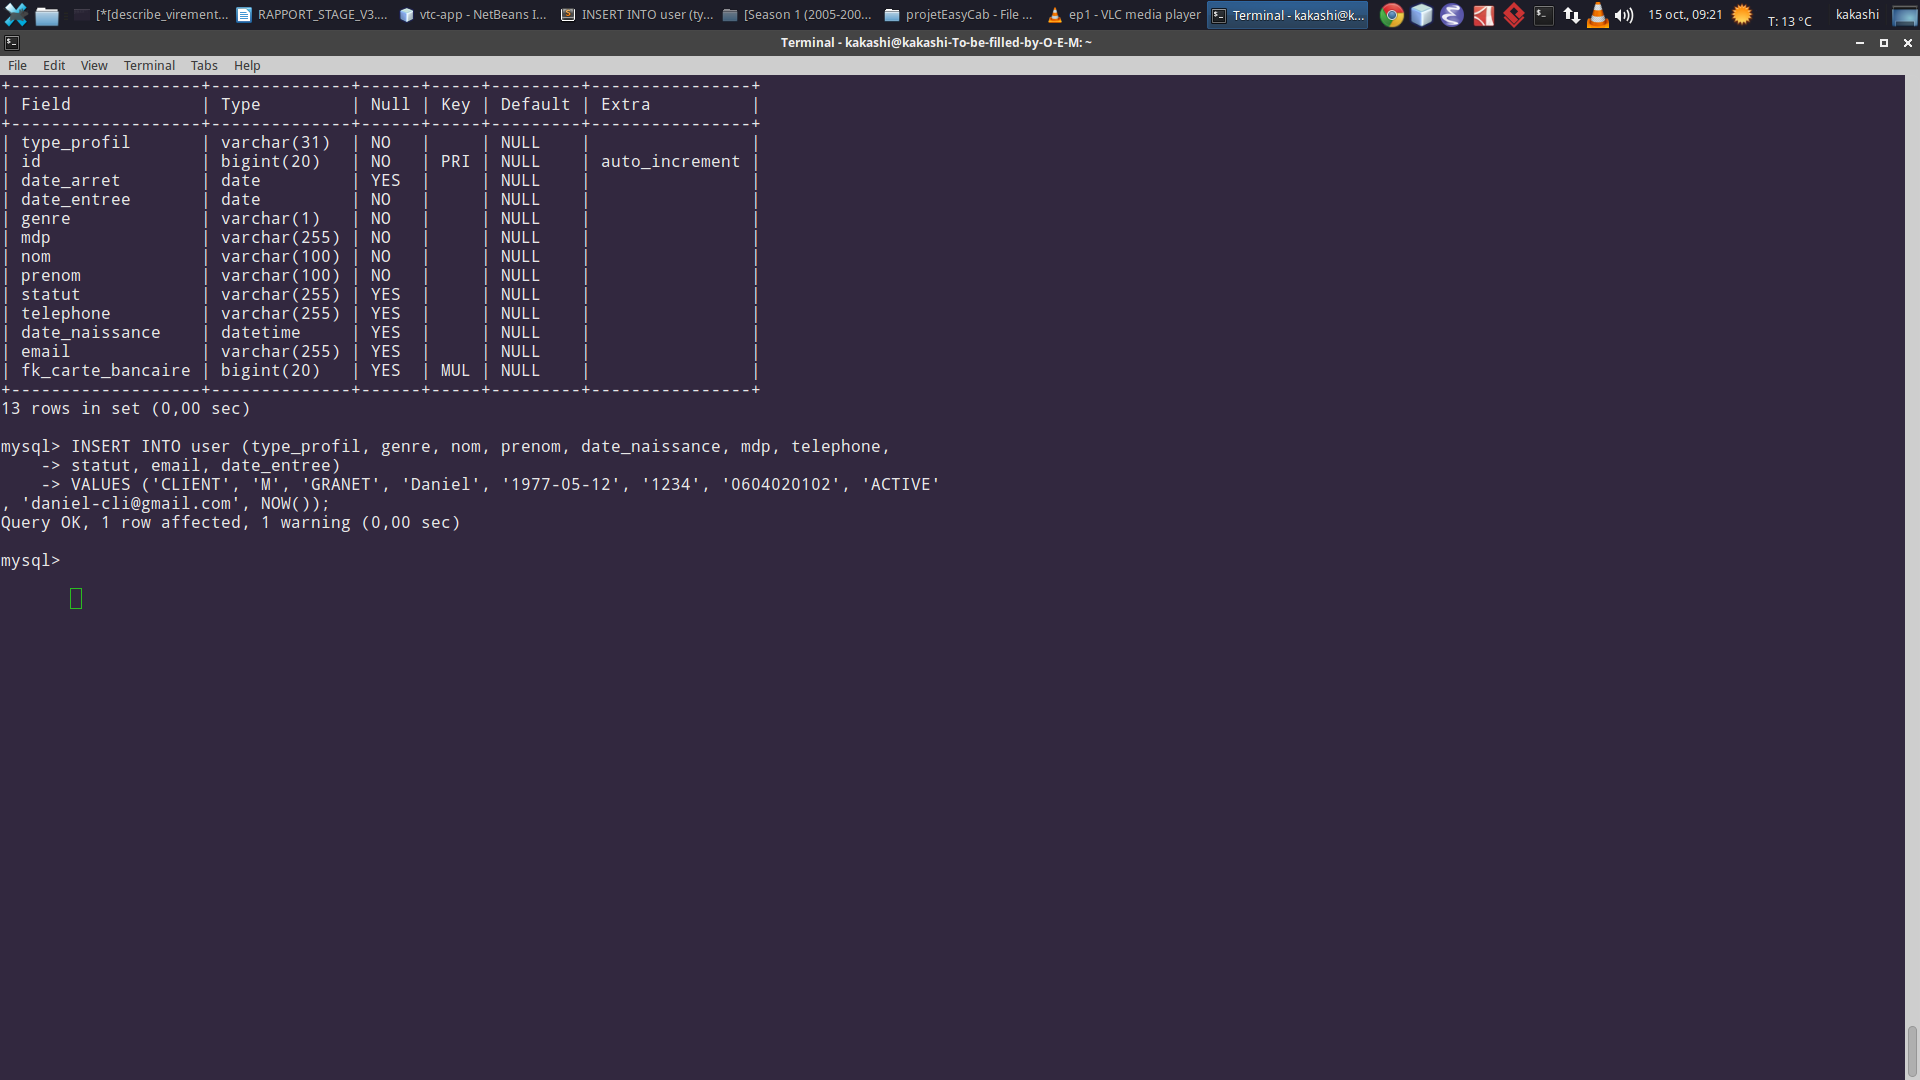 [*[describe_virement... RAPPORT_STAGE_V3.... vtc-app - NetBeans I... INSERT INTO user (ty... [Season 1 (2005-200... projetEasyCab - File ... ep1 - VLC media player Terminal - kakashi@k... 15 oct., 09:21 T: 13 °C kakashi
Terminal - kakashi@kakashi-To-be-filled-by-O-E-M: ~
File Edit View Terminal Tabs Help
+-------------------+--------------+------+-----+---------+----------------+
| Field             | Type         | Null | Key | Default | Extra          |
+-------------------+--------------+------+-----+---------+----------------+
| type_profil       | varchar(31)  | NO   |     | NULL    |                |
| id                | bigint(20)   | NO   | PRI | NULL    | auto_increment |
| date_arret        | date         | YES  |     | NULL    |                |
| date_entree       | date         | NO   |     | NULL    |                |
| genre             | varchar(1)   | NO   |     | NULL    |                |
| mdp               | varchar(255) | NO   |     | NULL    |                |
| nom               | varchar(100) | NO   |     | NULL    |                |
| prenom            | varchar(100) | NO   |     | NULL    |                |
| statut            | varchar(255) | YES  |     | NULL    |                |
| telephone         | varchar(255) | YES  |     | NULL    |                |
| date_naissance    | datetime     | YES  |     | NULL    |                |
| email             | varchar(255) | YES  |     | NULL    |                |
| fk_carte_bancaire | bigint(20)   | YES  | MUL | NULL    |                |
+-------------------+--------------+------+-----+---------+----------------+
13 rows in set (0,00 sec)
mysql> INSERT INTO user (type_profil, genre, nom, prenom, date_naissance, mdp, telephone,
    -> statut, email, date_entree)
    -> VALUES ('CLIENT', 'M', 'GRANET', 'Daniel', '1977-05-12', '1234', '0604020102', 'ACTIVE'
, 'daniel-cli@gmail.com', NOW());
Query OK, 1 row affected, 1 warning (0,00 sec)
mysql>